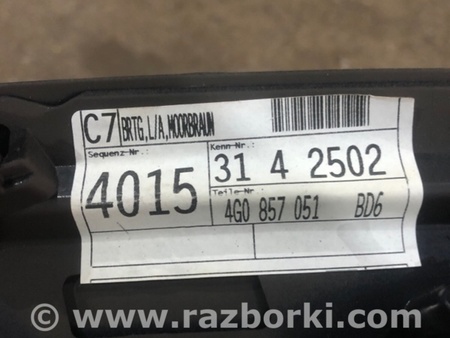 C7 BRTG,L/A,MOORBRAUN
Sequenz Nr.:
4015
Kenn Nr.:
31 4 2502
Teile-Nr
4G0 857 051 BD6
© www.razborki.com/